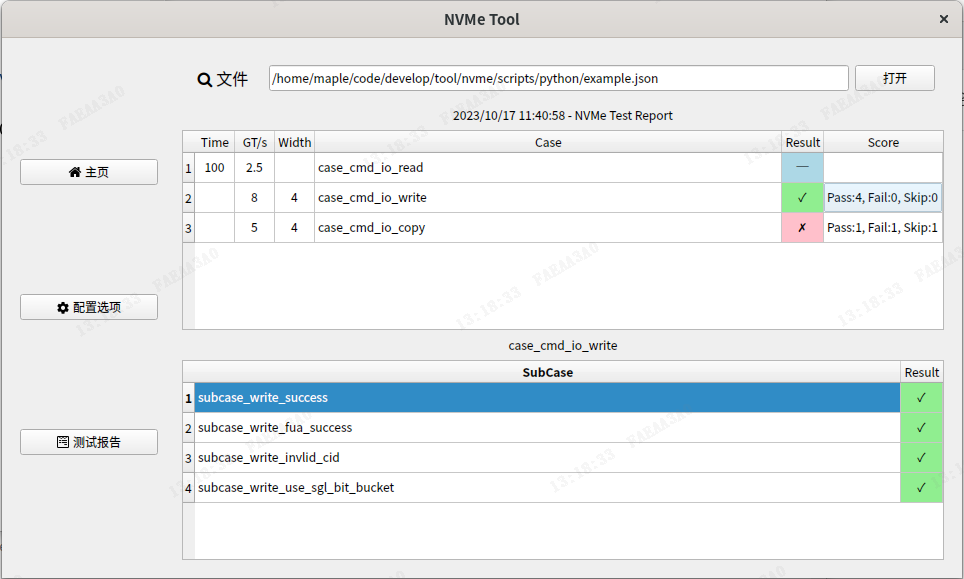 NVMe Tool
×
文件 /home/maple/code/develop/tool/nvme/scripts/python/example.json 打开
2023/10/17 11:40:58 - NVMe Test Report
Time GT/s Width Case Result Score
1 100 2.5 case_cmd_io_read —
2 8 4 case_cmd_io_write ✓ Pass:4, Fail:0, Skip:0
3 5 4 case_cmd_io_copy ✗ Pass:1, Fail:1, Skip:1
主页
配置选项
测试报告
case_cmd_io_write
SubCase Result
1 subcase_write_success ✓
2 subcase_write_fua_success ✓
3 subcase_write_invlid_cid ✓
4 subcase_write_use_sgl_bit_bucket ✓
13:18:33 FAEAA3A0